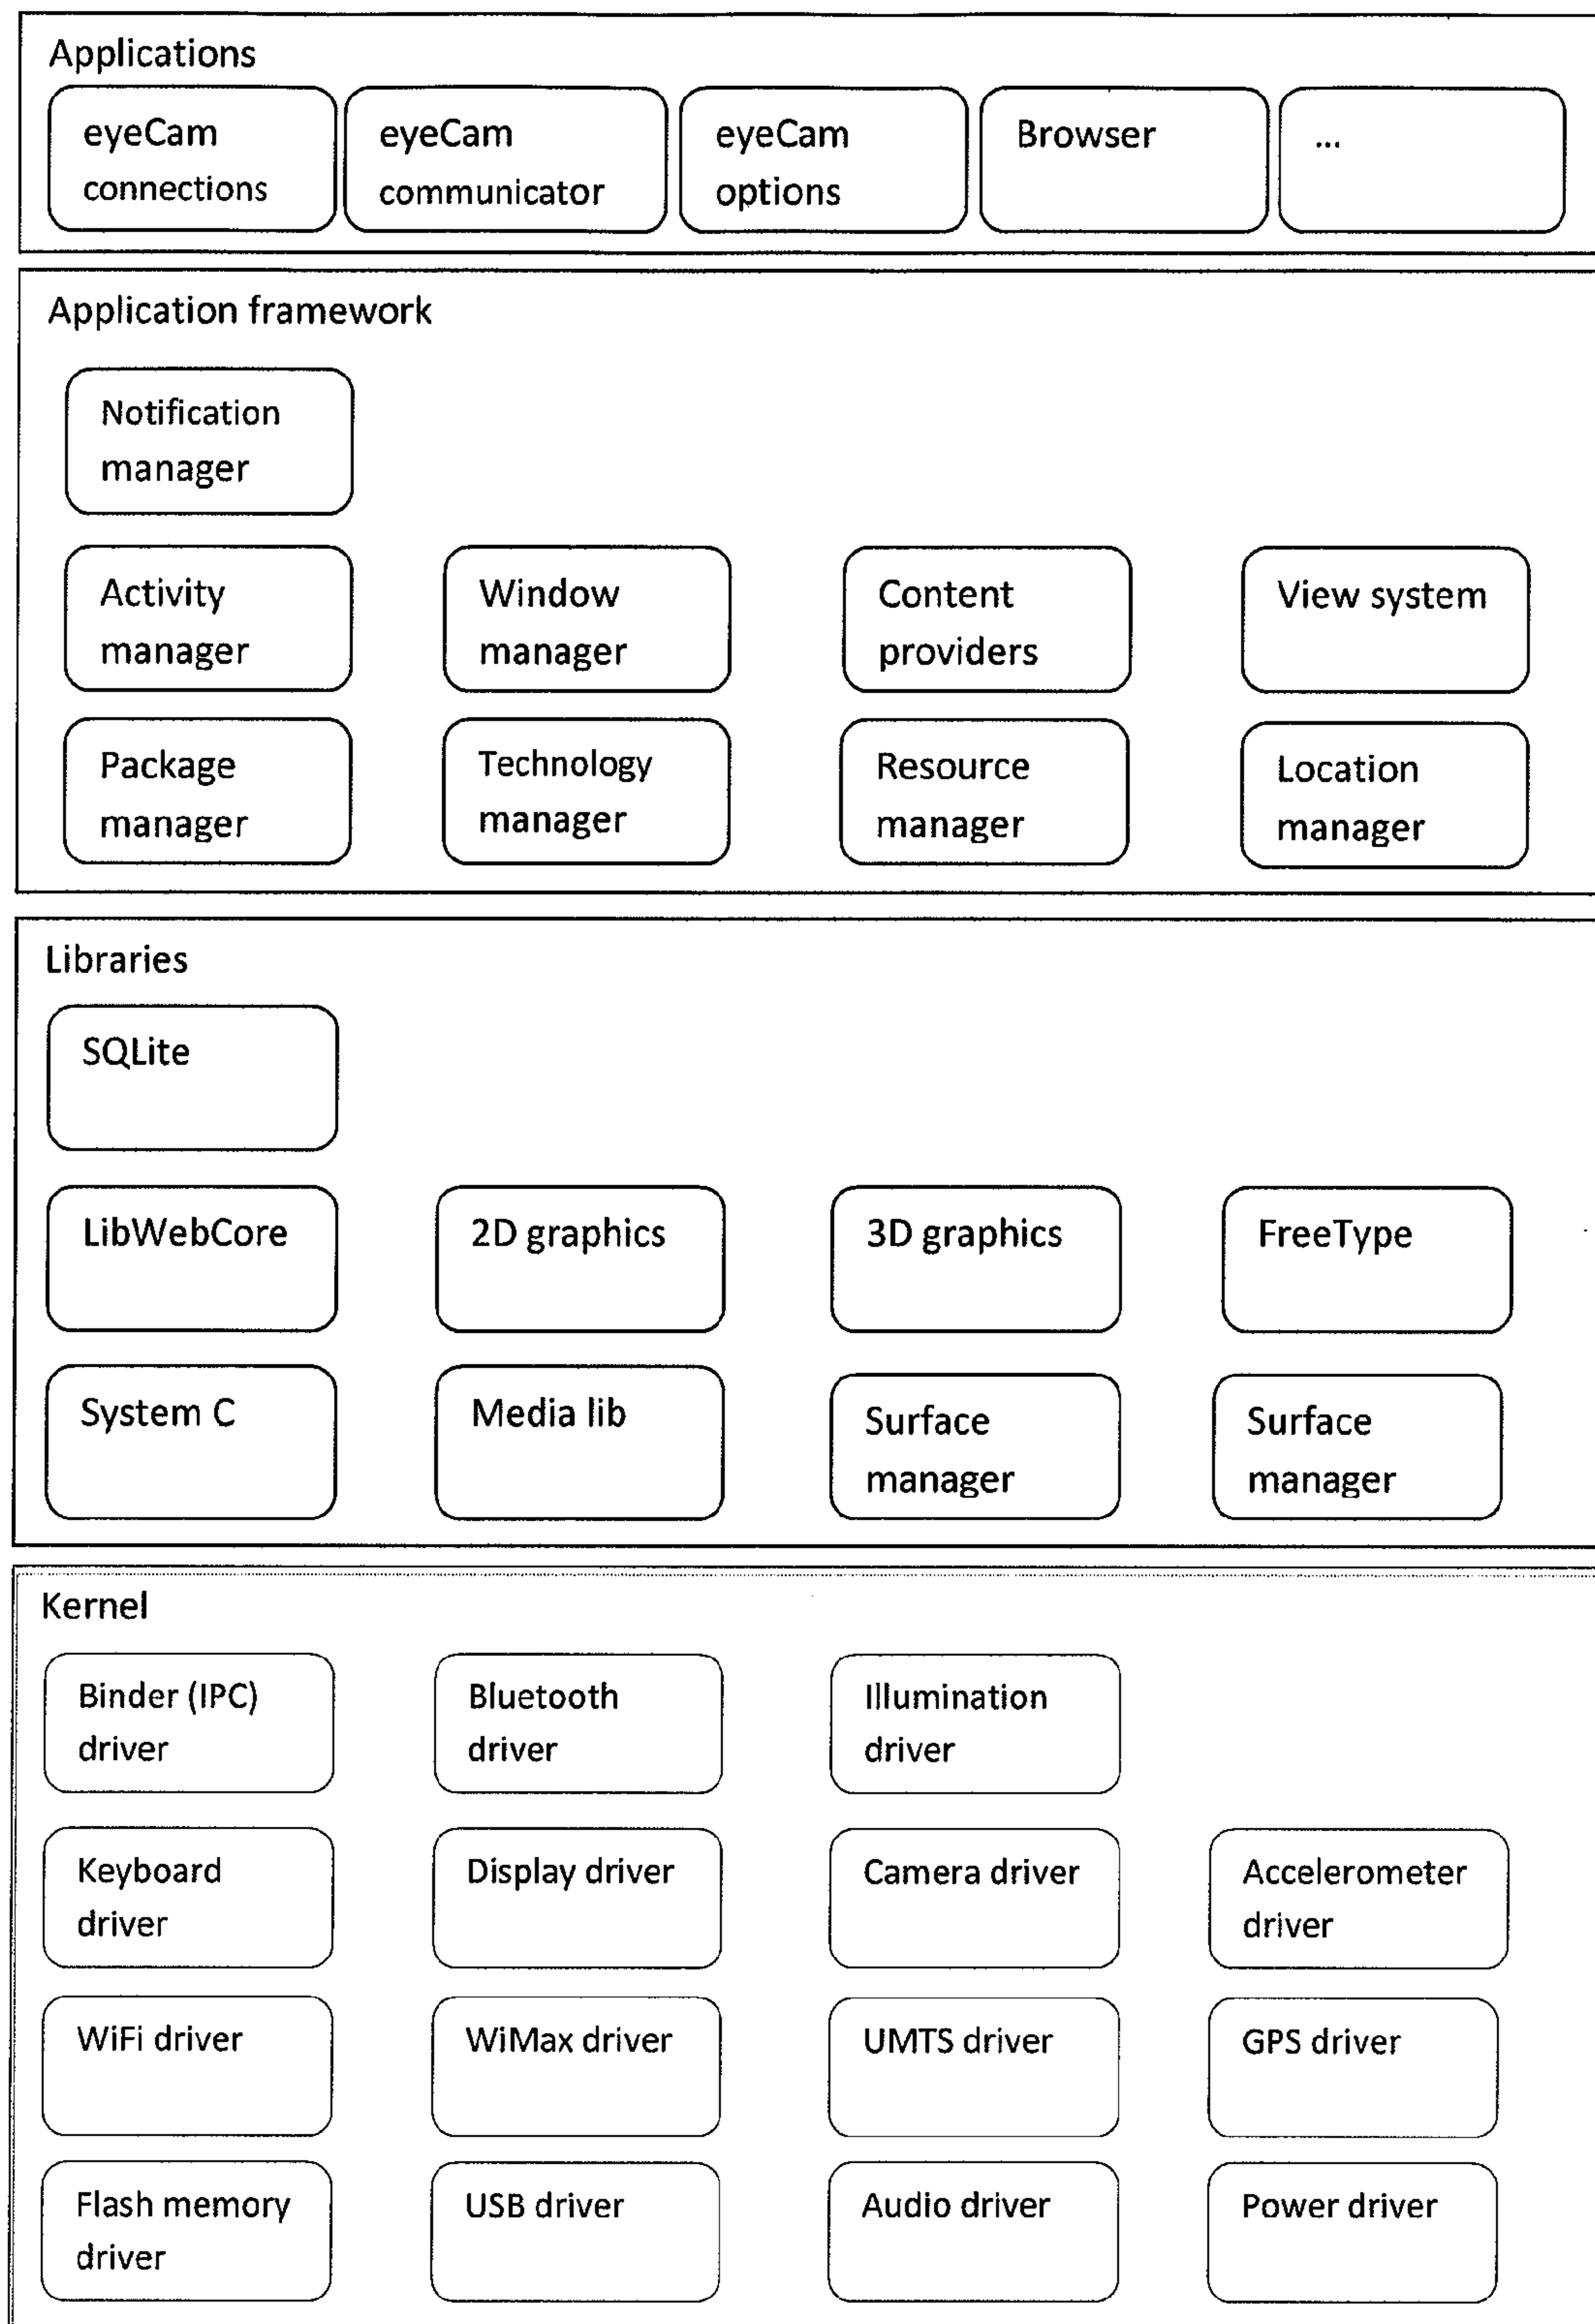 Applications
eyeCam
connections
eyeCam
communicator
eyeCam
options
Browser
...
Application framework
Notification
manager
Activity
manager
Window
manager
Content
providers
View system
Package
manager
Technology
manager
Resource
manager
Location
manager
Libraries
SQLite
LibWebCore
2D graphics
3D graphics
FreeType
System C
Media lib
Surface
manager
Surface
manager
Kernel
Binder (IPC)
driver
Bluetooth
driver
Illumination
driver
Keyboard
driver
Display driver
Camera driver
Accelerometer
driver
WiFi driver
WiMax driver
UMTS driver
GPS driver
Flash memory
driver
USB driver
Audio driver
Power driver